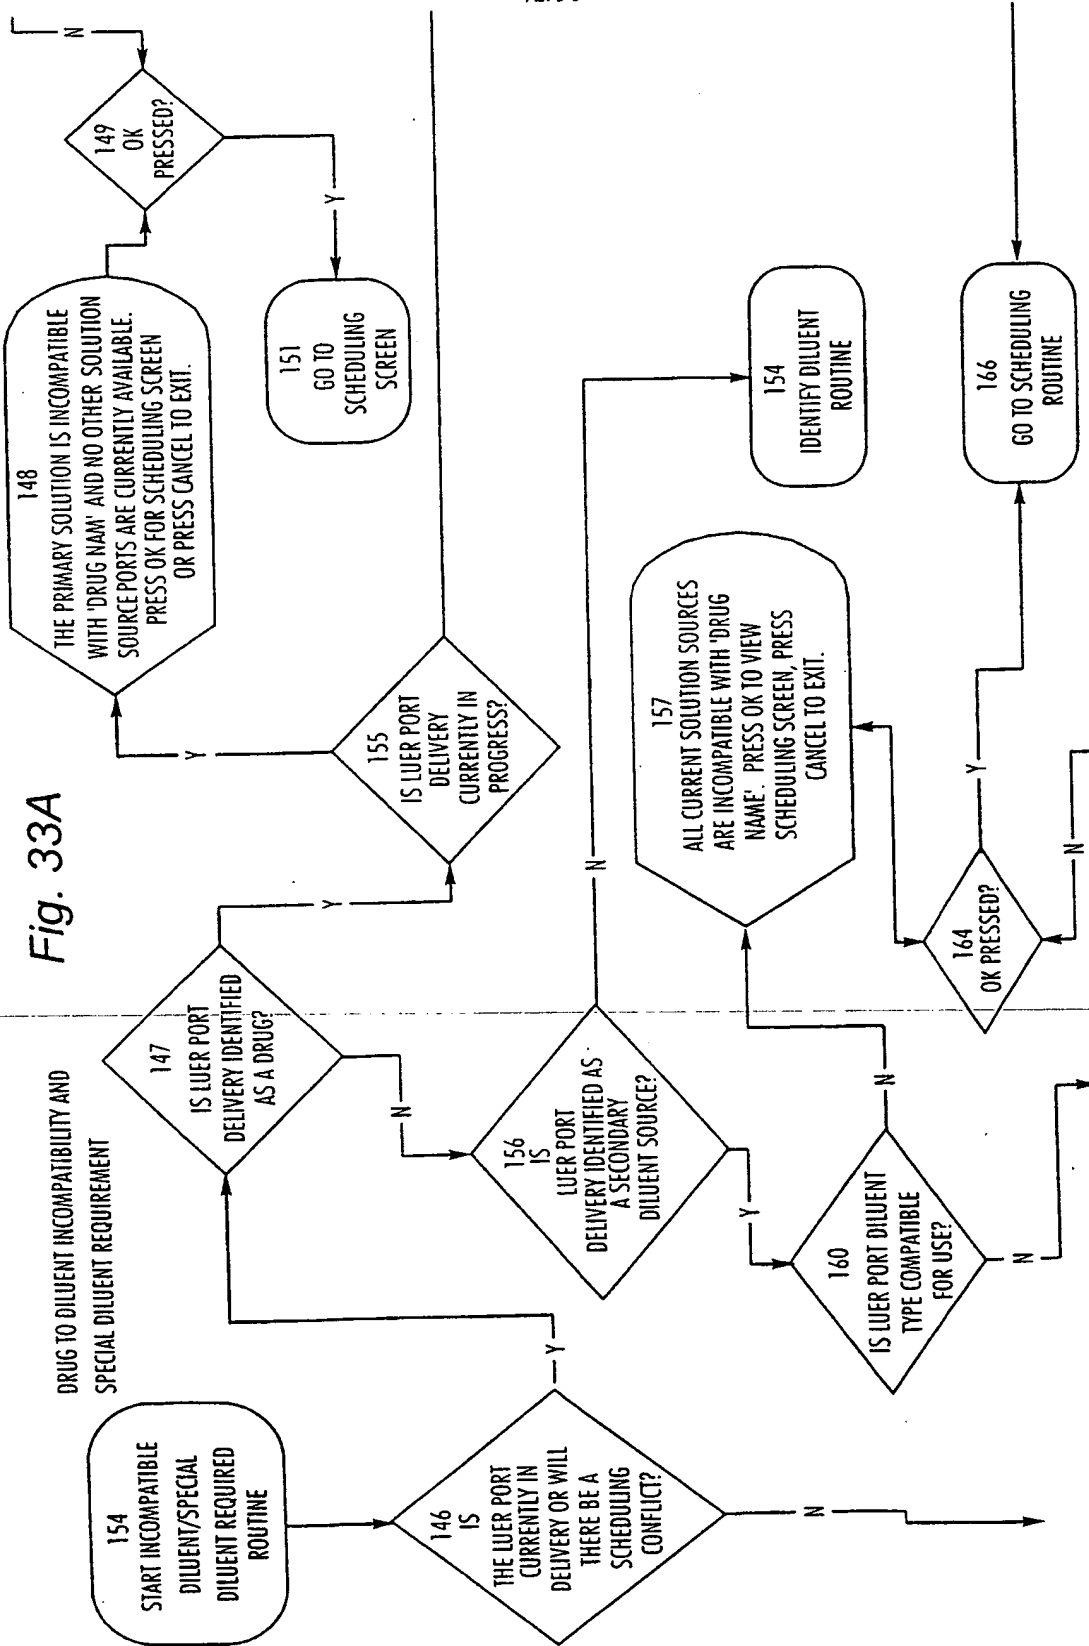 Fig. 33A
DRUG TO DILUENT INCOMPATIBILITY AND
SPECIAL DILUENT REQUIREMENT
154
START INCOMPATIBLE
DILUENT/SPECIAL
DILUENT REQUIRED
ROUTINE
146
IS
THE LUER PORT
CURRENTLY IN
DELIVERY OR WILL
THERE BE A
SCHEDULING
CONFLICT?
Y
N
147
IS LUER PORT
DELIVERY IDENTIFIED
AS A DRUG?
Y
N
155
IS LUER PORT
DELIVERY
CURRENTLY IN
PROGRESS?
Y
148
THE PRIMARY SOLUTION IS INCOMPATIBLE
WITH 'DRUG NAM' AND NO OTHER SOLUTION
SOURCE PORTS ARE CURRENTLY AVAILABLE.
PRESS OK FOR SCHEDULING SCREEN
OR PRESS CANCEL TO EXIT.
149
OK
PRESSED?
N
Y
151
GO TO
SCHEDULING
SCREEN
156
IS
LUER PORT
DELIVERY IDENTIFIED AS
A SECONDARY
DILUENT SOURCE?
N
Y
154
IDENTIFY DILUENT
ROUTINE
160
IS LUER PORT DILUENT
TYPE COMPATIBLE
FOR USE?
N
N
157
ALL CURRENT SOLUTION SOURCES
ARE INCOMPATIBLE WITH 'DRUG
NAME'. PRESS OK TO VIEW
SCHEDULING SCREEN, PRESS
CANCEL TO EXIT.
164
OK PRESSED?
Y
N
166
GO TO SCHEDULING
ROUTINE